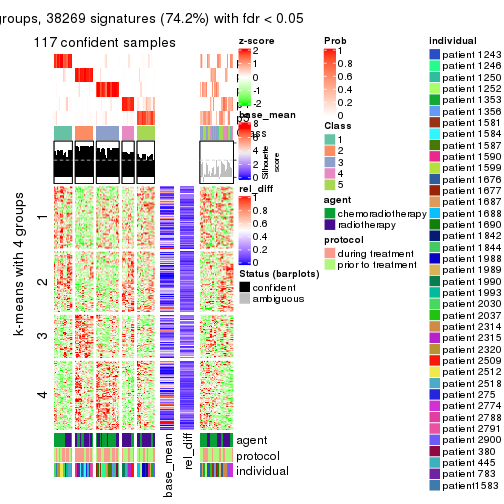 groups, 38269 signatures (74.2%) with fdr < 0.05
117 confident samples
k-means with 4 groups
1
2
3
4
base_mean
rel_diff
agent
protocol
individual
z-score
2
1
0
-1
-2
base_mean
8
6
4
2
0
Silhouette
score
rel_diff
1
0.5
0
Status (barplots)
confident
ambiguous
Prob
1
0.8
0.6
0.4
0.2
0
Class
1
2
3
4
5
agent
chemoradiotherapy
radiotherapy
protocol
during treatment
prior to treatment
individual
patient 1243
patient 1246
patient 1250
patient 1252
patient 1353
patient 1356
patient 1581
patient 1584
patient 1587
patient 1590
patient 1599
patient 1676
patient 1677
patient 1687
patient 1688
patient 1690
patient 1842
patient 1844
patient 1988
patient 1989
patient 1990
patient 1993
patient 2030
patient 2037
patient 2314
patient 2315
patient 2320
patient 2509
patient 2512
patient 2518
patient 275
patient 2774
patient 2788
patient 2791
patient 2900
patient 380
patient 445
patient 783
patient1583